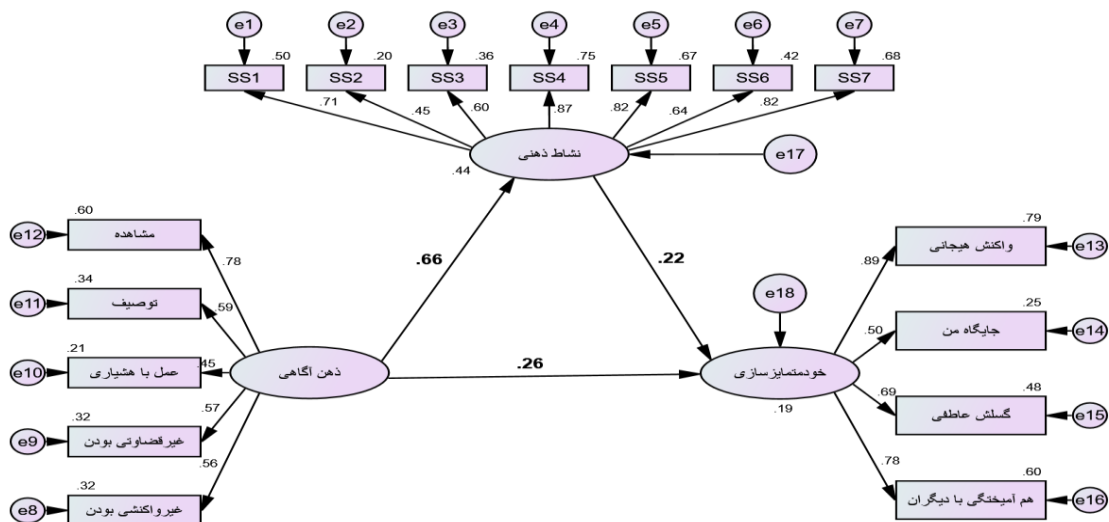 e1 e2 e3 e4 e5 e6 e7
.50 .20 .36 .75 .67 .42 .68
SS1 SS2 SS3 SS4 SS5 SS6 SS7
.71 .45 .60 .87 .82 .64 .82
نشاط ذهنی
.44
e17
.66
.22
.26
e12
.60
مشاهده
.78
e11
.34
توصیف
.59
e10
.21
عمل با هشیاری
.45
e9
.32
غیرقضاوتی بودن
.57
e8
.32
غیرواکنشی بودن
.56
ذهن اگاهی
e18
خودمتمایزسازی
.19
.79
واکنش هیجانی
e13
.89
.25
جایگاه من
e14
.50
.48
گسلش عاطفی
e15
.69
.60
هم آمیختگی با دیگران
e16
.78